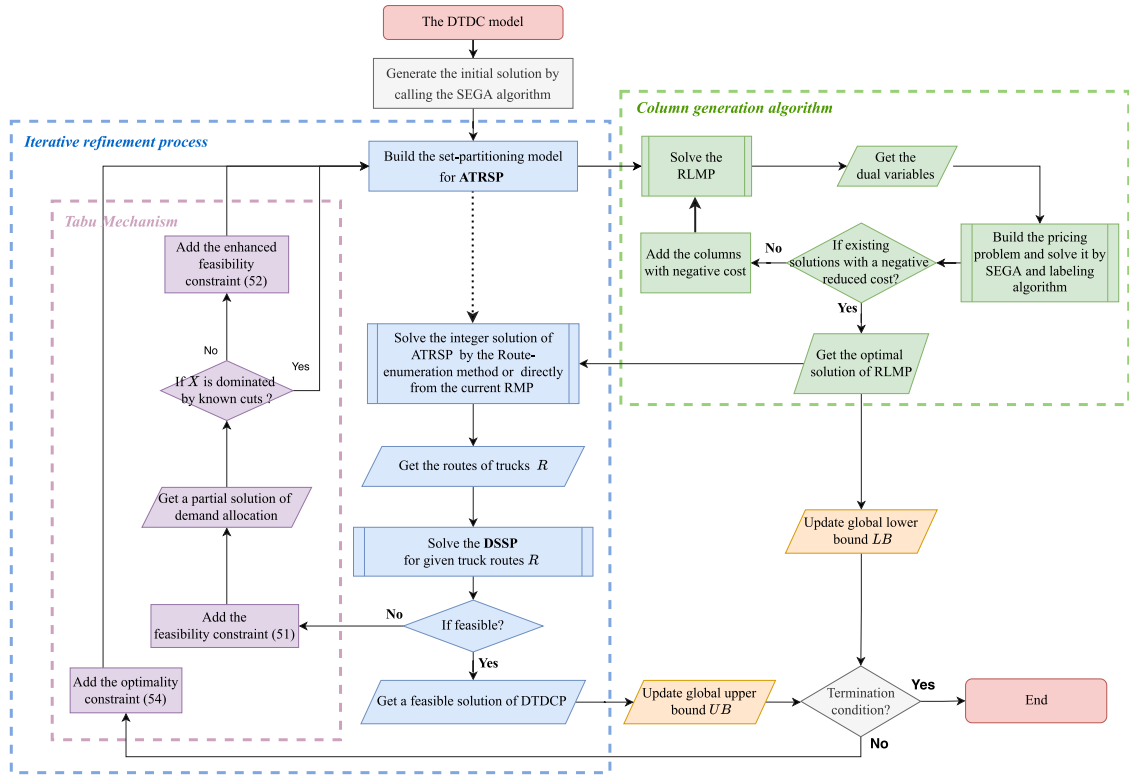 The DTDC model
Generate the initial solution by
calling the SEGA algorithm
Column generation algorithm
Iterative refinement process
Build the set-partitioning model
for ATRSP
Solve the
RLMP
Get the
dual variables
Tabu Mechanism
Add the enhanced
feasibility
constraint (52)
Add the columns
with negative cost
No
If existing
solutions with a negative
reduced cost?
Build the pricing
problem and solve it by
SEGA and labeling
algorithm
Yes
No
Yes
Solve the integer solution of
ATRSP by the Route-
enumeration method or directly
from the current RMP
Get the optimal
solution of RLMP
If X is dominated
by known cuts ?
Get the routes of trucks R
Get a partial solution of
demand allocation
Solve the DSSP
for given truck routes R
Update global lower
bound LB
Add the
feasibility constraint (51)
No
If feasible?
Yes
Add the optimality
constraint (54)
Get a feasible solution of DTDCP
Update global upper
bound UB
Termination
condition?
Yes
End
No